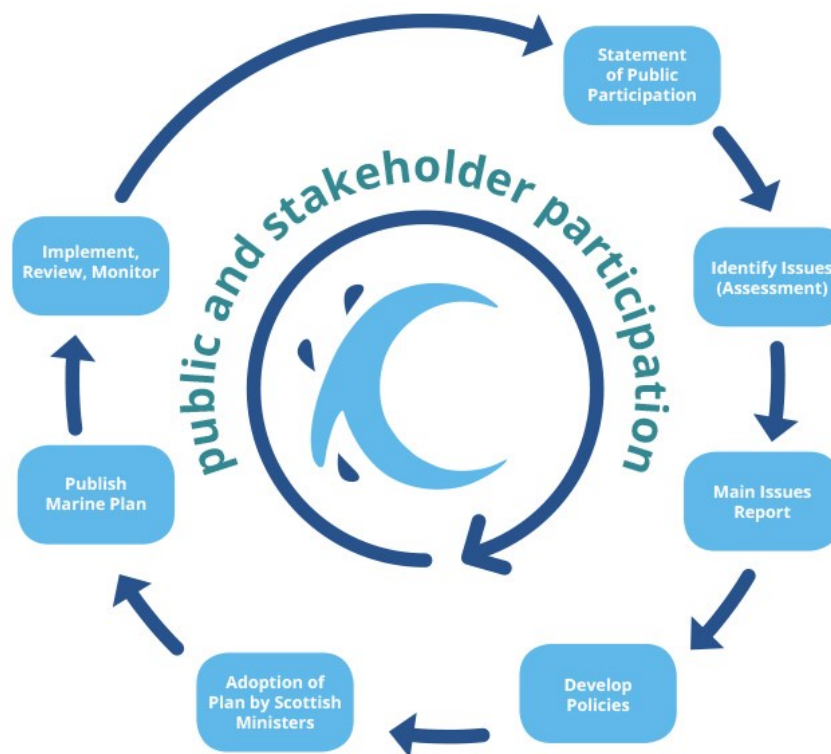 Statement
of Public
Participation
Identify Issues
(Assessment)
Main Issues
Report
Develop
Policies
Adoption of
Plan by Scottish
Ministers
Publish
Marine Plan
Implement,
Review, Monitor
public and stakeholder participation